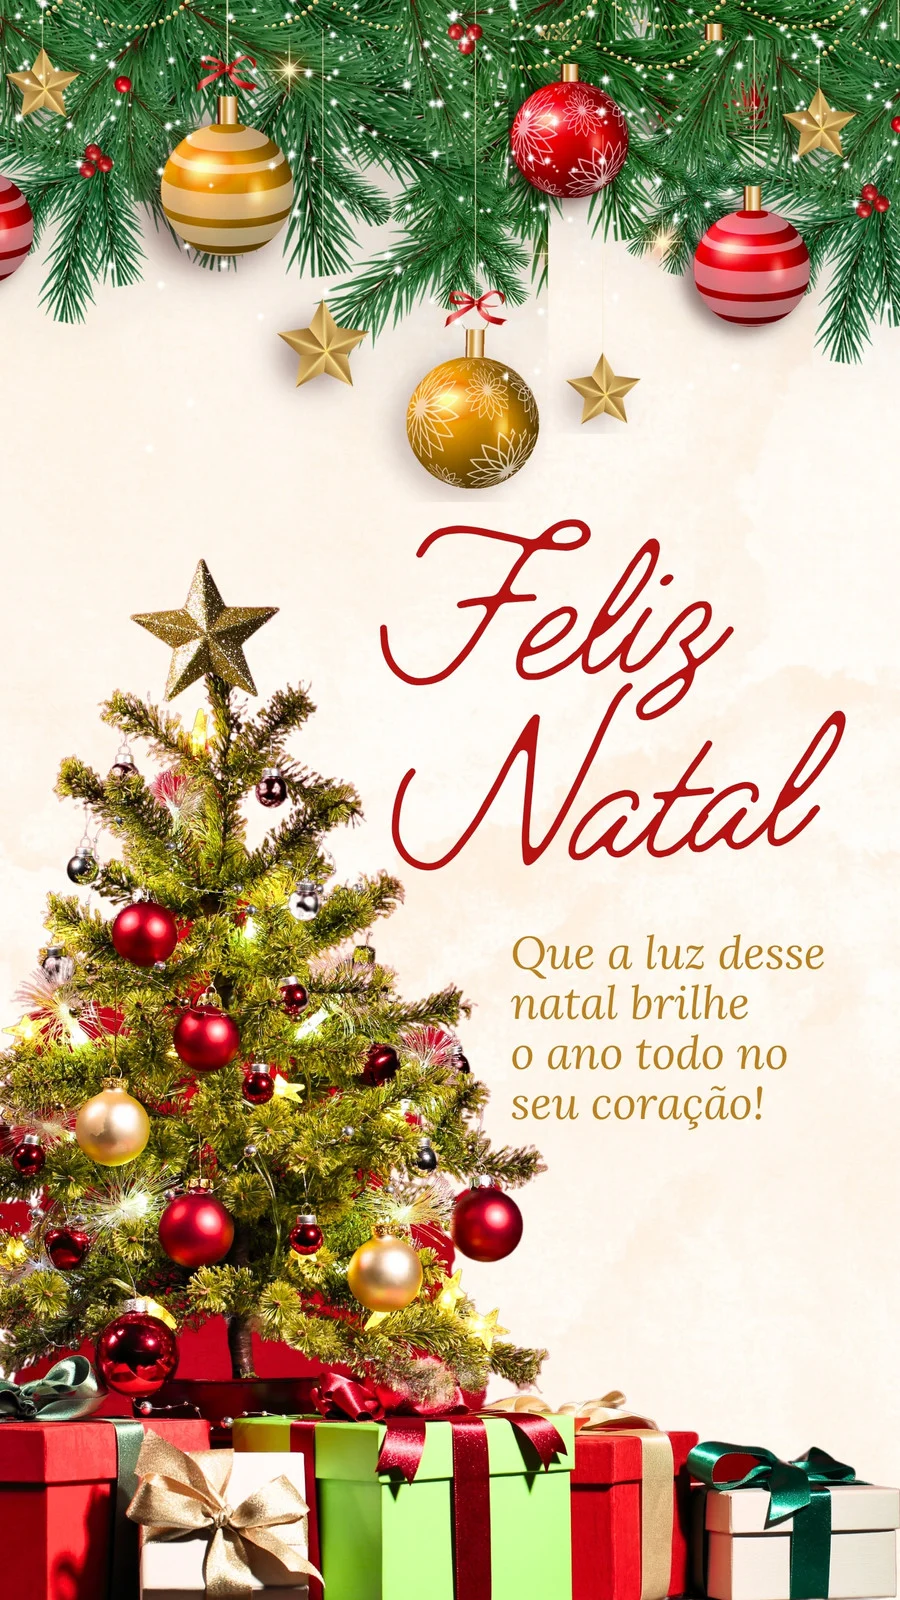 Feliz
Natal
Que a luz desse
natal brilhe
o ano todo no
seu coração!